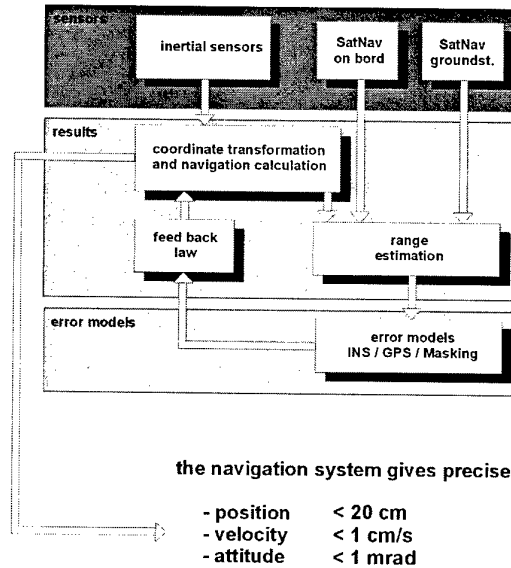 sensors
inertial sensors
SatNav
on bord
SatNav
groundst.
results
coordinate transformation
and navigation calculation
feed back
law
range
estimation
error models
error models
INS / GPS / Masking
the navigation system gives precise
- position < 20 cm
- velocity < 1 cm/s
- attitude < 1 mrad